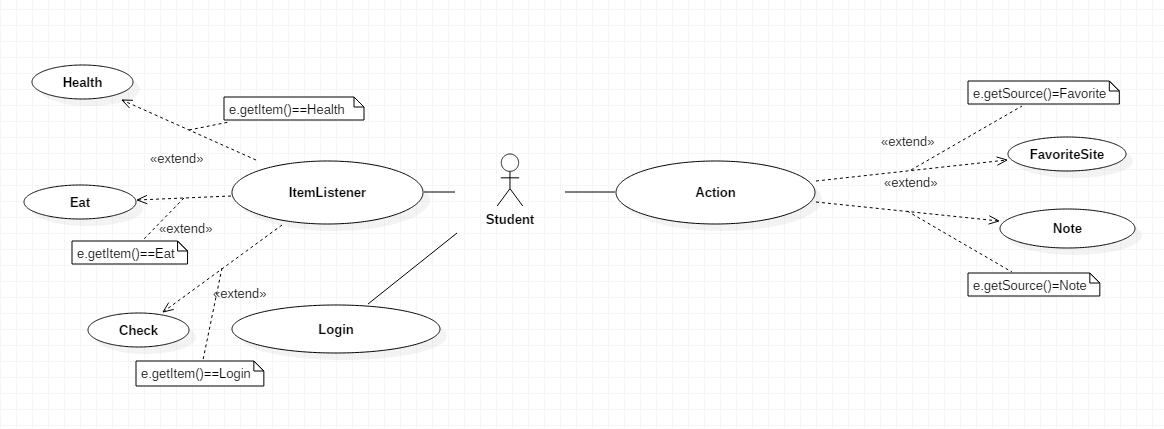 Health
e.getItem()==Health
«extend»
ItemListener
Eat
«extend»
e.getItem()==Eat
«extend»
Check
Login
e.getItem()==Login
Student
Action
e.getSource()=Favorite
«extend»
FavoriteSite
«extend»
Note
e.getSource()=Note